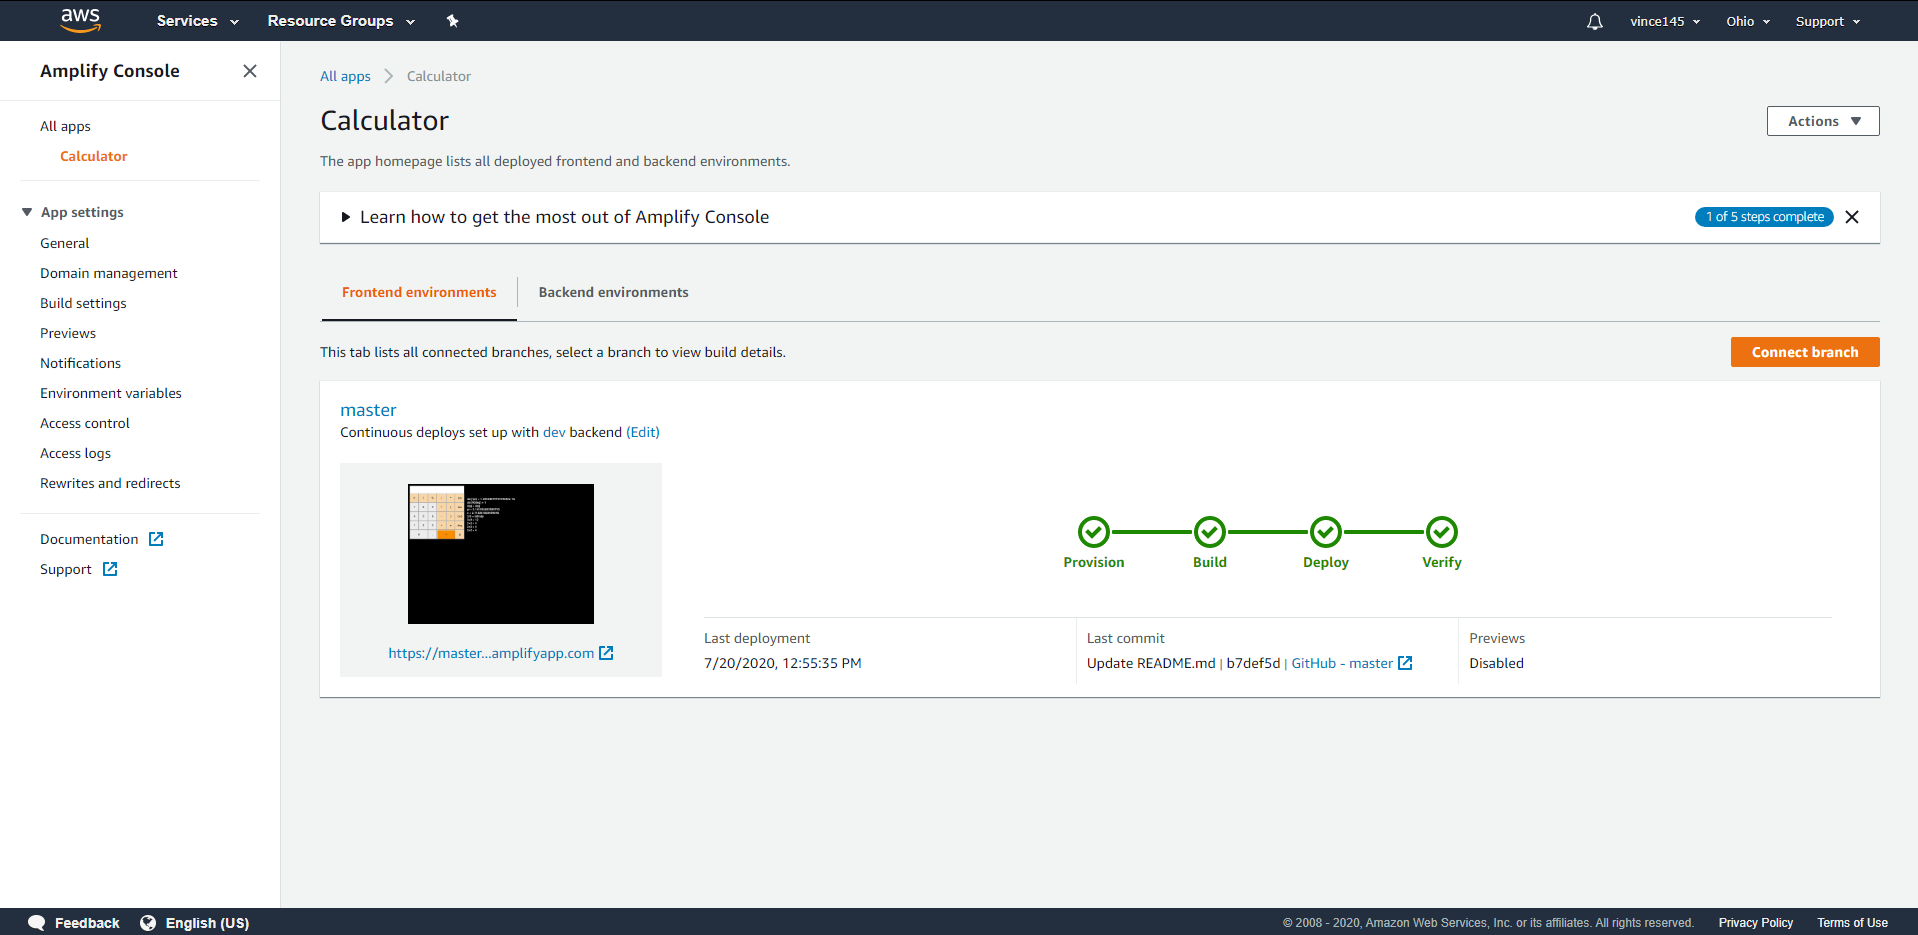 aws Services Resource Groups vince145 Ohio Support
Amplify Console
All apps
Calculator
App settings
General
Domain management
Build settings
Previews
Notifications
Environment variables
Access control
Access logs
Rewrites and redirects
Documentation
Support
All apps Calculator
Calculator
Actions
The app homepage lists all deployed frontend and backend environments.
Learn how to get the most out of Amplify Console 1 of 5 steps complete
Frontend environments Backend environments
This tab lists all connected branches, select a branch to view build details. Connect branch
master
Continuous deploys set up with dev backend (Edit)
https://master...amplifyapp.com
Provision Build Deploy Verify
Last deployment
7/20/2020, 12:55:35 PM
Last commit
Update README.md | b7def5d | GitHub - master
Previews
Disabled
Feedback English (US) © 2008 - 2020, Amazon Web Services, Inc. or its affiliates. All rights reserved. Privacy Policy Terms of Use